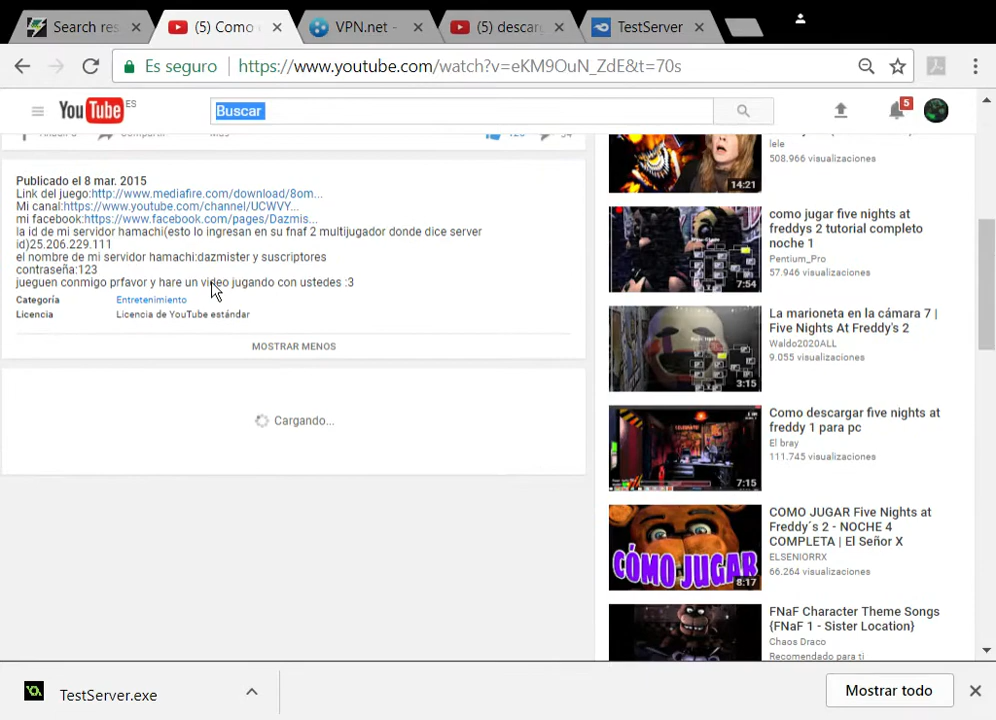 Search res
(5) Como
VPN.net -
(5) descar
TestServer
Es seguro
https://www.youtube.com/watch?v=eKM9OuN_ZdE&t=70s
YouTube ES
Buscar
5
Publicado el 8 mar. 2015
Link del juego:http://www.mediafire.com/download/8om...
Mi canal:https://www.youtube.com/channel/UCWVY...
mi facebook:https://www.facebook.com/pages/Dazmis...
la id de mi servidor hamachi(esto lo ingresan en su fnaf 2 multijugador donde dice server
id)25.206.229.111
el nombre de mi servidor hamachi:dazmister y suscriptores
contraseña:123
jueguen conmigo prfavor y hare un video jugando con ustedes :3
Categoría Entretenimiento
Licencia Licencia de YouTube estándar
MOSTRAR MENOS
Cargando...
lele
508.966 visualizaciones
14:21
como jugar five nights at
freddys 2 tutorial completo
noche 1
Pentium_Pro
57.946 visualizaciones
7:54
La marioneta en la cámara 7 |
Five Nights At Freddy's 2
Waldo2020ALL
9.055 visualizaciones
3:15
Como descargar five nights at
freddy 1 para pc
El bray
111.745 visualizaciones
7:15
COMO JUGAR Five Nights at
Freddy´s 2 - NOCHE 4
COMPLETA | El Señor X
ELSENIORRX
66.264 visualizaciones
CÓMO JUGAR
8:17
FNaF Character Theme Songs
{FNaF 1 - Sister Location}
Chaos Draco
Recomendado para ti
TestServer.exe
Mostrar todo